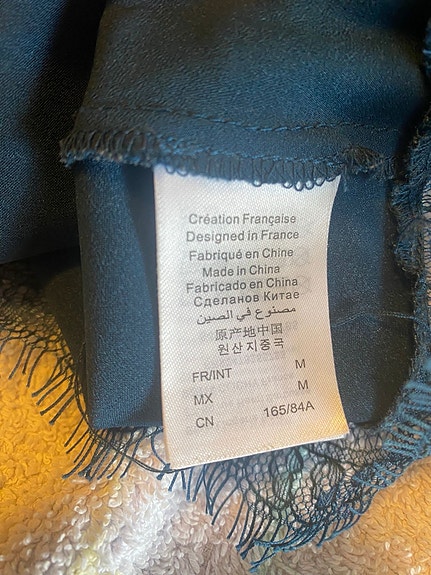 Création Française
Designed in France
Fabriqué en Chine
Made in China
Fabricado en China
Сделанов Китае
مصنوع في الصين
原产地中国
원산지중국
FR/INT M
MX M
CN 165/84A